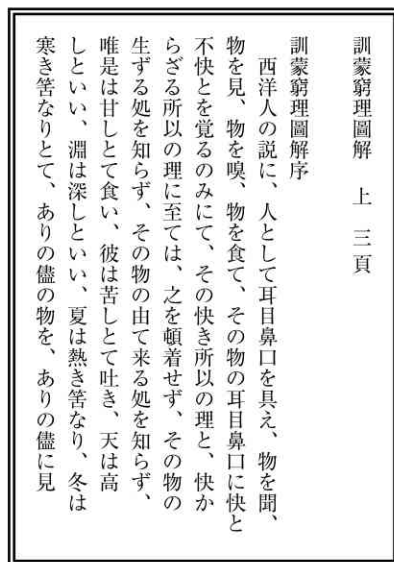 訓蒙窮理圖解　上　三頁
訓蒙窮理圖解序
　西洋人の説に、人として耳目鼻口を具え、物を聞、
物を見、物を嗅、物を食て、その物の耳目鼻口に快と
不快とを覚るのみにて、その快き所以の理と、快か
らざる所以の理に至ては、之を頓着せず、その物の
生ずる処を知らず、その物の由て来る処を知らず、
唯是は甘しとて食い、彼は苦しとて吐き、天は高
しといい、淵は深しといい、夏は熱き筈なり、冬は
寒き筈なりとて、ありの儘の物を、ありの儘に見